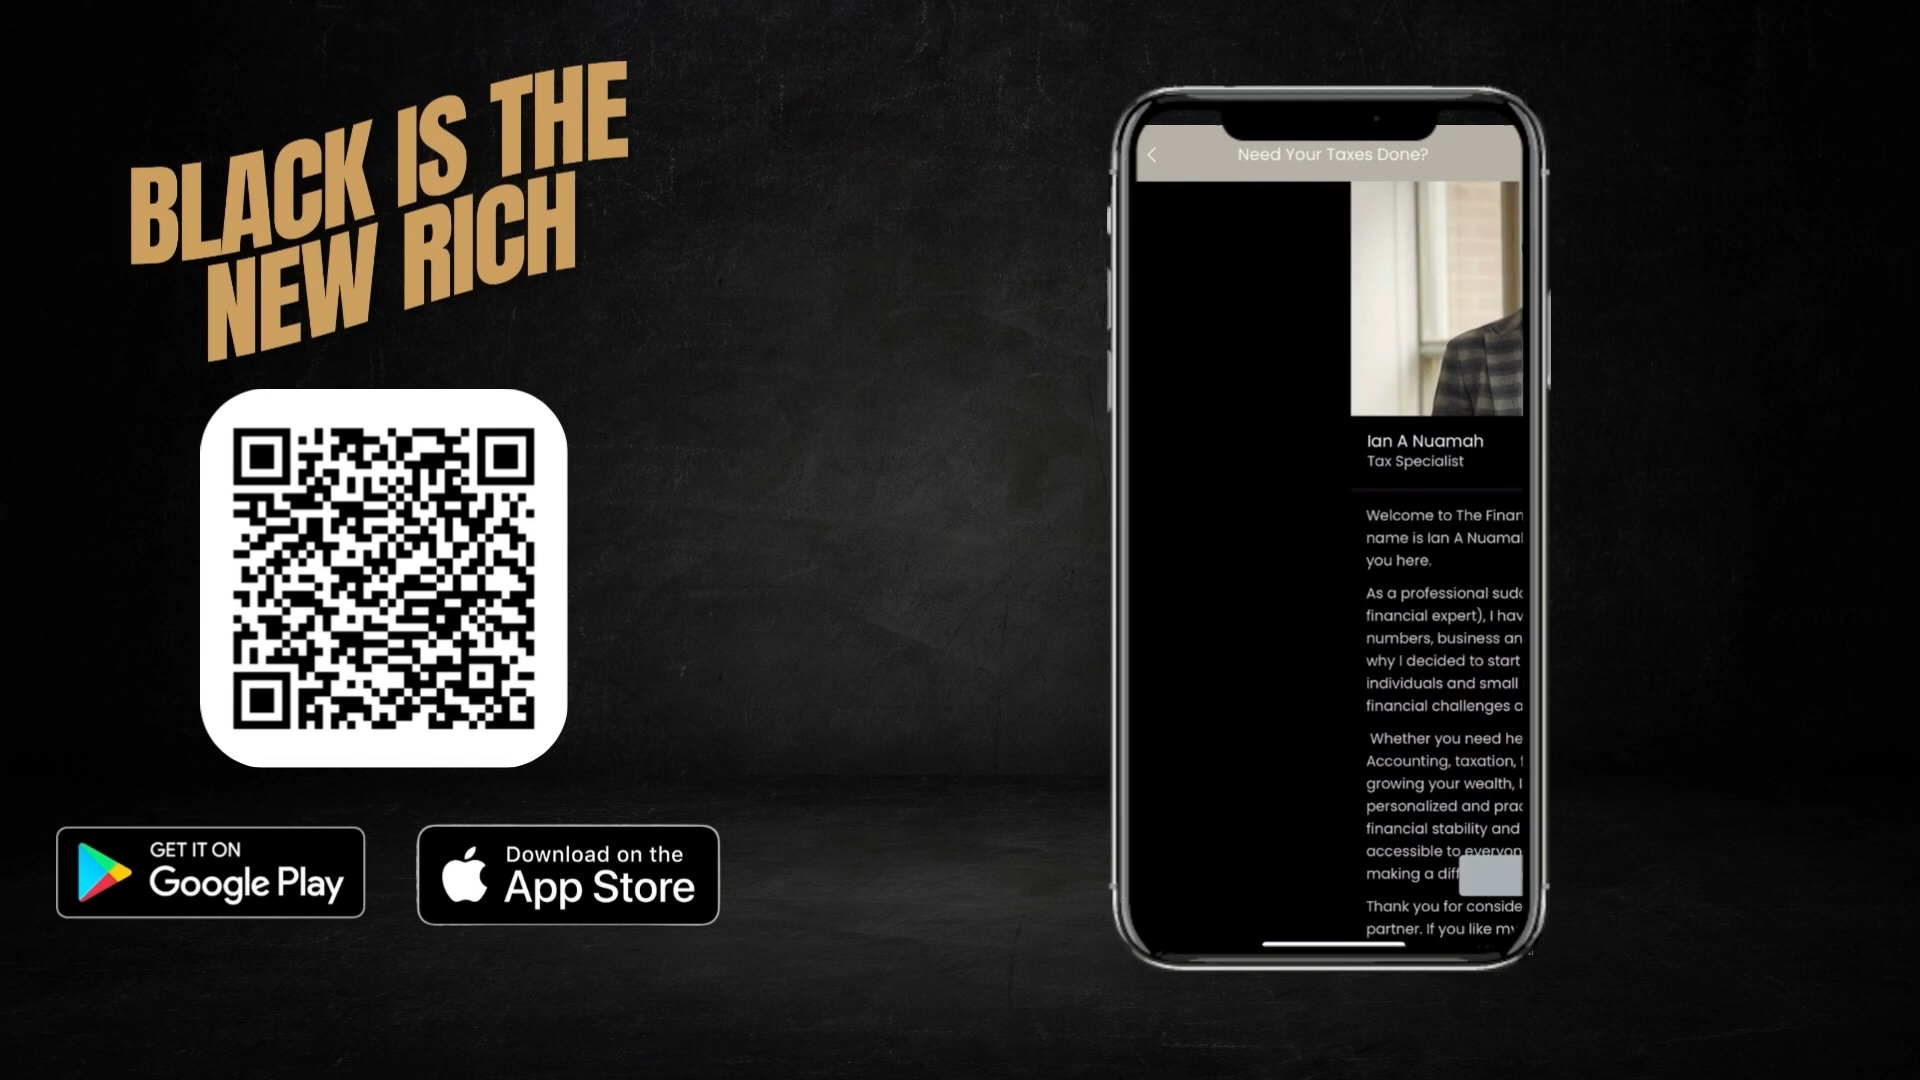 BLACK IS THE
NEW RICH
GET IT ON
Google Play
Download on the
App Store
Need Your Taxes Done?
Ian A Nuamah
Tax Specialist
Welcome to The Finan
name is Ian A Nuamah
you here.
As a professional
financial expert), I hav
numbers, business an
why I decided to start
individuals and small
financial challenges
Whether you need he
Accounting, taxation,
growing your wealth, I
personalized and
financial stability and
accessible to everyon
making a diff
Thank you for conside
partner. If you like my